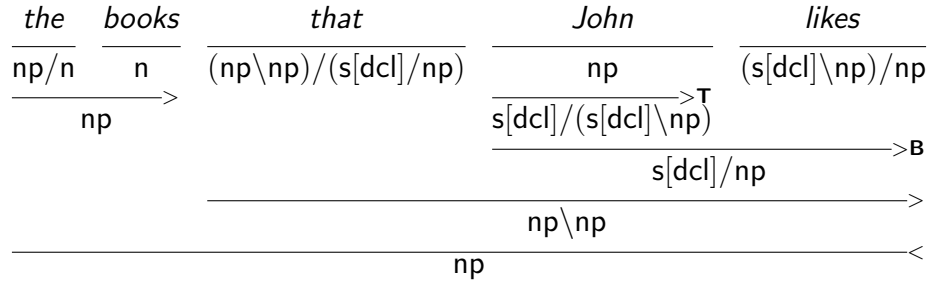 the books that John likes
np/n n (np\np)/(s[dcl]/np) np (s[dcl]\np)/np
> >T
np s[dcl]/(s[dcl]\np)
>B
s[dcl]/np
>
np\np
<
np